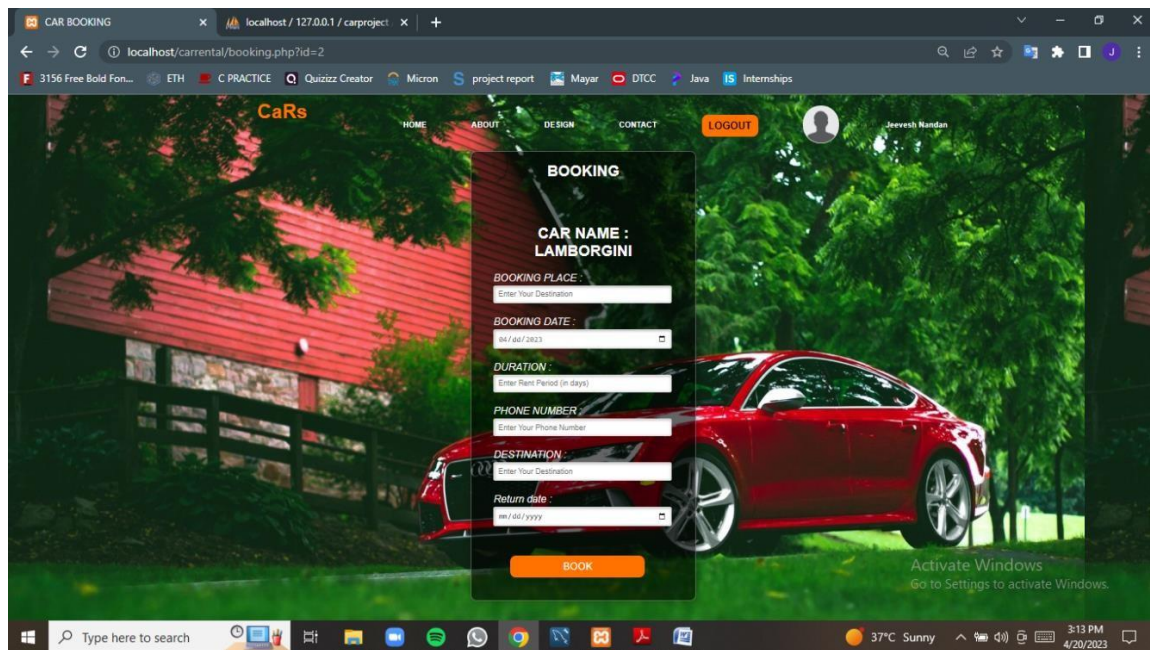 CAR BOOKING
localhost / 127.0.0.1 / carproject
localhost/carrental/booking.php?id=2
J
3156 Free Bold Fon...
ETH
C PRACTICE
Quizizz Creator
Micron
project report
Mayar
DTCC
Java
IS Internships
CaRs
HOME
ABOUT
DESIGN
CONTACT
LOGOUT
Jeevesh Nandan
BOOKING
CAR NAME :
LAMBORGINI
BOOKING PLACE :
Enter Your Destination
BOOKING DATE :
04/dd/2023
DURATION :
Enter Rent Period (in days)
PHONE NUMBER :
Enter Your Phone Number
DESTINATION :
Enter Your Destination
Return date :
mm/dd/yyyy
BOOK
Activate Windows
Go to Settings to activate Windows.
Type here to search
37°C Sunny
3:13 PM
4/20/2023